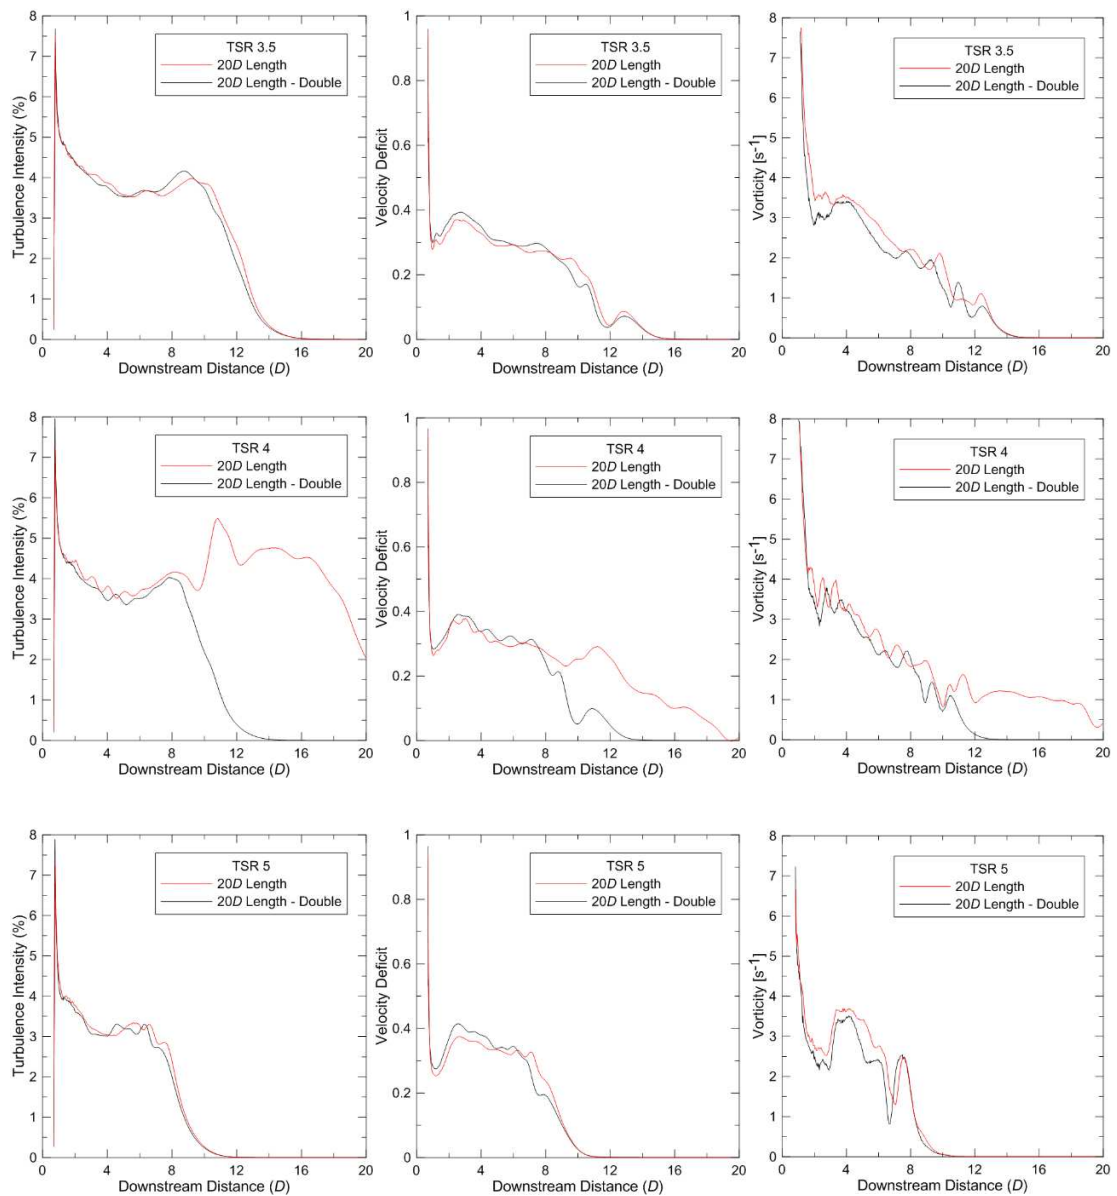 8
7
6
5
4
3
2
1
0
Turbulence Intensity (%)
TSR 3.5
20D Length
20D Length - Double
0 4 8 12 16 20
Downstream Distance (D)
1
0.8
0.6
0.4
0.2
0
Velocity Deficit
TSR 3.5
20D Length
20D Length - Double
0 4 8 12 16 20
Downstream Distance (D)
8
7
6
5
4
3
2
1
0
Vorticity [s-1]
TSR 3.5
20D Length
20D Length - Double
0 4 8 12 16 20
Downstream Distance (D)
8
7
6
5
4
3
2
1
0
Turbulence Intensity (%)
TSR 4
20D Length
20D Length - Double
0 4 8 12 16 20
Downstream Distance (D)
1
0.8
0.6
0.4
0.2
0
Velocity Deficit
TSR 4
20D Length
20D Length - Double
0 4 8 12 16 20
Downstream Distance (D)
8
7
6
5
4
3
2
1
0
Vorticity [s-1]
TSR 4
20D Length
20D Length - Double
0 4 8 12 16 20
Downstream Distance (D)
8
7
6
5
4
3
2
1
0
Turbulence Intensity (%)
TSR 5
20D Length
20D Length - Double
0 4 8 12 16 20
Downstream Distance (D)
1
0.8
0.6
0.4
0.2
0
Velocity Deficit
TSR 5
20D Length
20D Length - Double
0 4 8 12 16 20
Downstream Distance (D)
8
7
6
5
4
3
2
1
0
Vorticity [s-1]
TSR 5
20D Length
20D Length - Double
0 4 8 12 16 20
Downstream Distance (D)